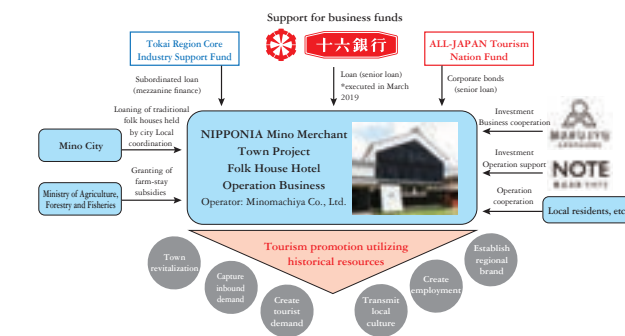 Support for business funds
Tokai Region Core
Industry Support Fund
十六銀行
ALL-JAPAN Tourism
Nation Fund
Subordinated loan
(mezzanine finance)
Loan (senior loan)
*executed in March
2019
Corporate bonds
(senior loan)
Loaning of traditional
folk houses held
by city Local
coordination
Mino City
Granting of
farm-stay
subsidies
Ministry of Agriculture,
Forestry and Fisheries
NIPPONIA Mino Merchant
Town Project
Folk House Hotel
Operation Business
Operator: Minomachiya Co., Ltd.
Investment
Business cooperation
MARUJYU
Investment
Operation support
NOTE
Operation
cooperation
Local residents, etc
Tourism promotion utilizing
historical resources
Town
revitalization
Capture
inbound
demand
Create
tourist
demand
Transmit
local
culture
Create
employment
Establish
regional
brand